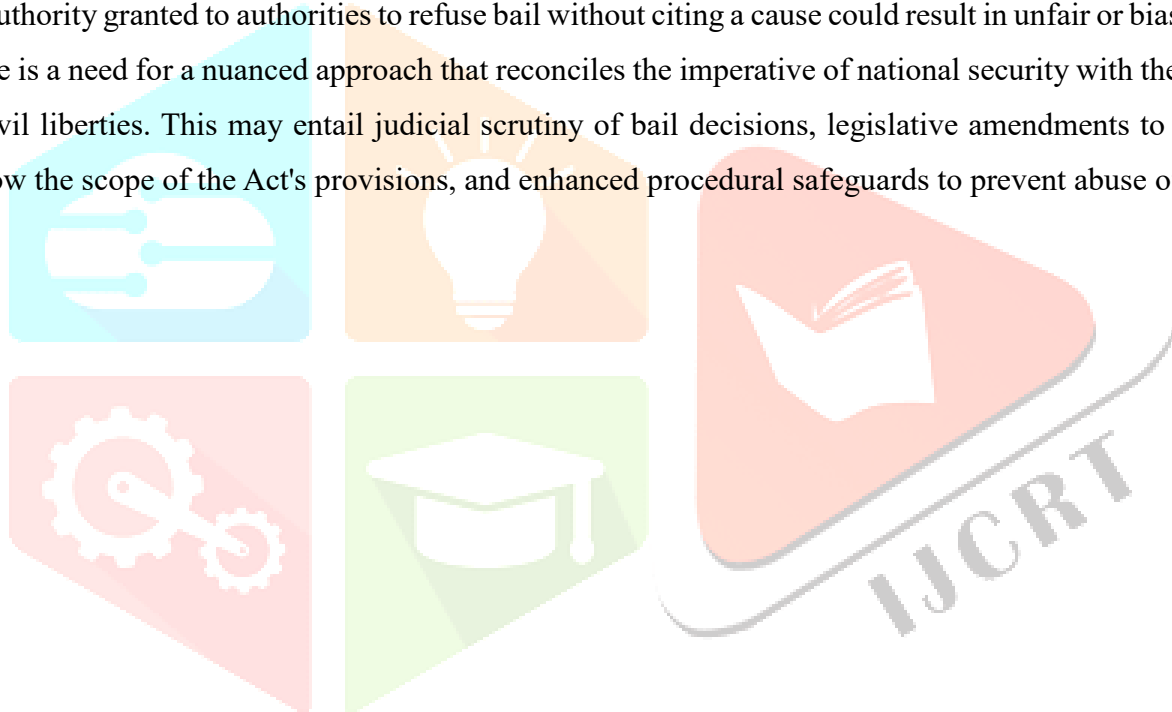 uthority granted to authorities to refuse bail without citing a cause could result in unfair or bias
e is a need for a nuanced approach that reconciles the imperative of national security with the
vil liberties. This may entail judicial scrutiny of bail decisions, legislative amendments to
ow the scope of the Act's provisions, and enhanced procedural safeguards to prevent abuse o
IJCRT